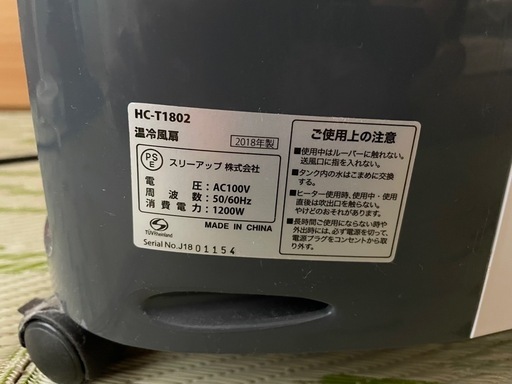 HC-T1802
温冷風扇
2018年製
PS
E
スリーアップ 株式会社
電圧:AC100V
周波数:50/60Hz
消費電力:1200W
TÜVRheinland
MADE IN CHINA
Serial No.J1801154
ご使用上の注意
■使用中はルーバーに触れない。
送風口に指を入れない。
■タンク内の水はこまめに交換
する。
■ヒーター使用時、使用中・使用
直後は吹出口を触らない。
やけどのおそれがあります。
■長時間ご使用にならない時や
外出時には、必ず電源を切って、
電源プラグをコンセントから取
り外す。